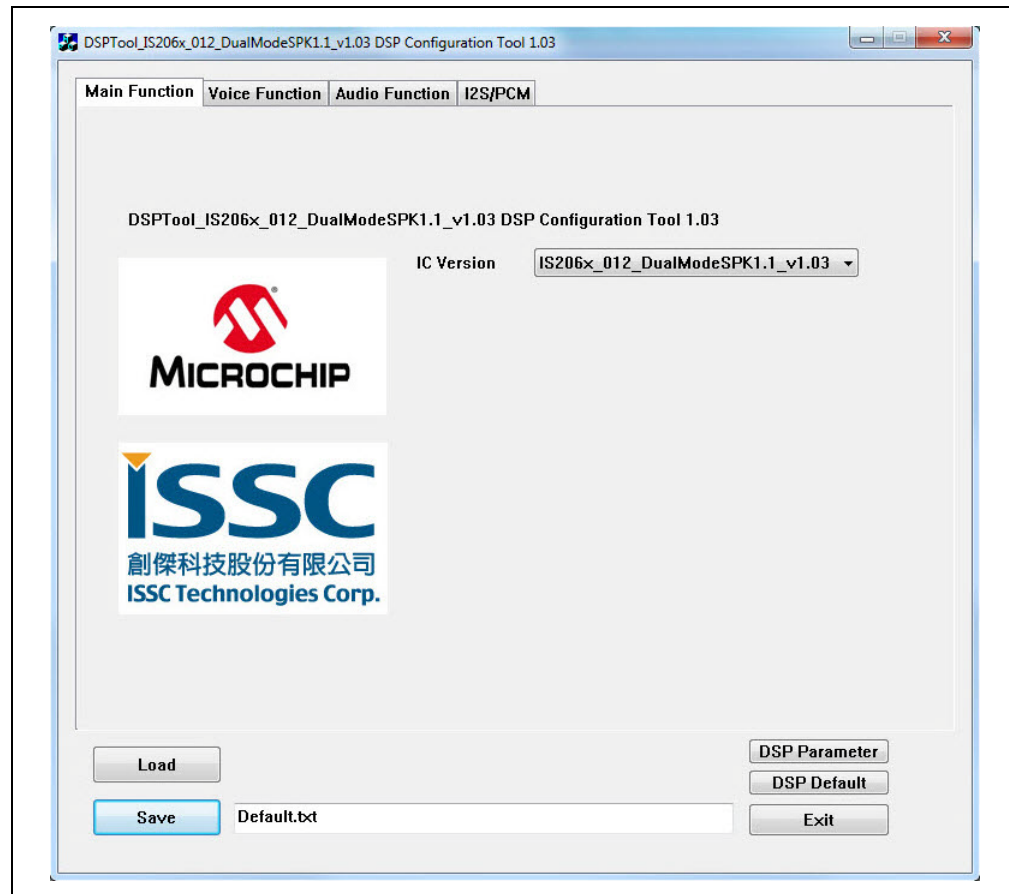 DSPTool_IS206x_012_DualModeSPK1.1_v1.03 DSP Configuration Tool 1.03
Main Function Voice Function Audio Function I2S/PCM
DSPTool_IS206x_012_DualModeSPK1.1_v1.03 DSP Configuration Tool 1.03
IC Version IS206x_012_DualModeSPK1.1_v1.03
MICROCHIP
ISSC
創傑科技股份有限公司
ISSC Technologies Corp.
Load
DSP Parameter
DSP Default
Save Default.txt Exit